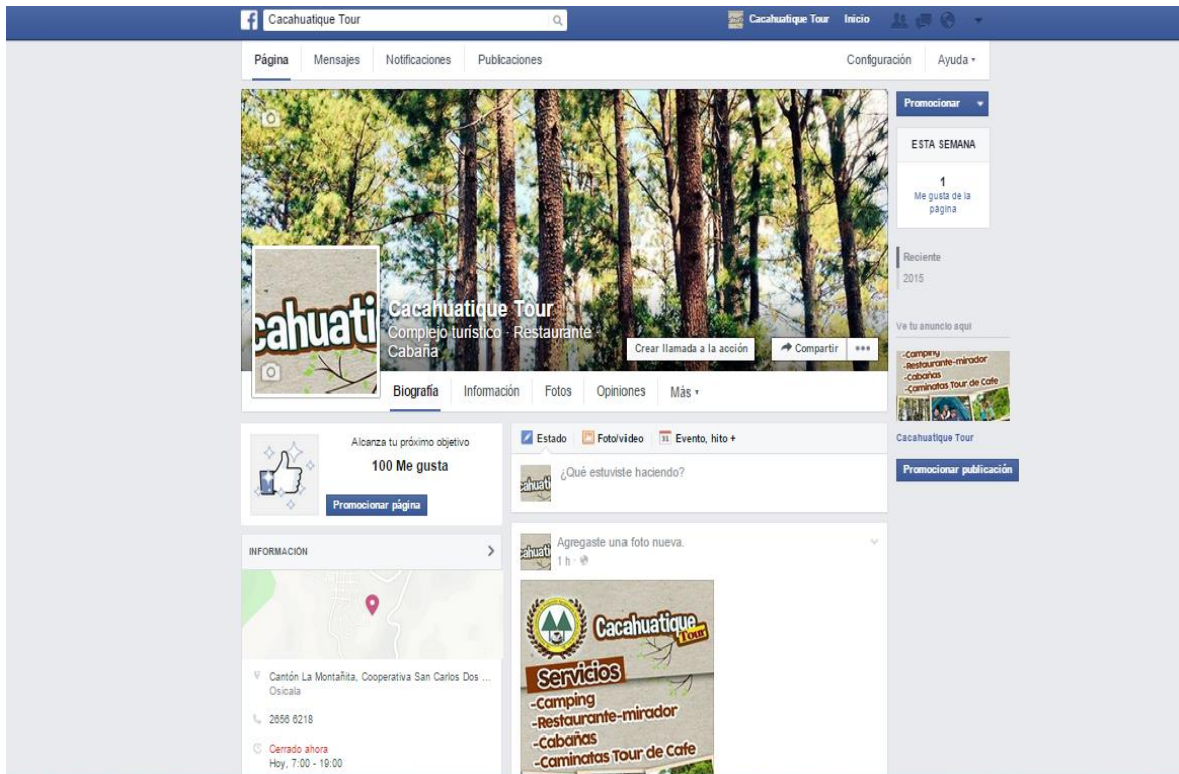 Cacahuatique Tour
Cacahuatique Tour Inicio
Página Mensajes Notificaciones Publicaciones Configuración Ayuda
Promocionar
ESTA SEMANA
1
Me gusta de la
página
Reciente
2015
cahuati
Cacahuatique Tour
Complejo turístico · Restaurante ·
Cabaña
Crear llamada a la acción Compartir
Biografía Información Fotos Opiniones Más
Ve tu anuncio aquí
-Camping
-Restaurante-mirador
-Cabañas
-Caminatas Tour de Cafe
Cacahuatique Tour
Promocionar publicación
Alcanza tu próximo objetivo
100 Me gusta
Promocionar página
Estado Foto/video 31 Evento, hito +
cahuati
¿Qué estuviste haciendo?
INFORMACIÓN
Cantón La Montañita, Cooperativa San Carlos Dos ...
Osicala
2656 6218
Cerrado ahora
Hoy, 7:00 - 19:00
cahuati
Agregaste una foto nueva.
1 h ·
Cacahuatique
Tour
Servicios
-Camping
-Restaurante-mirador
-Cabañas
-Caminatas Tour de Cafe